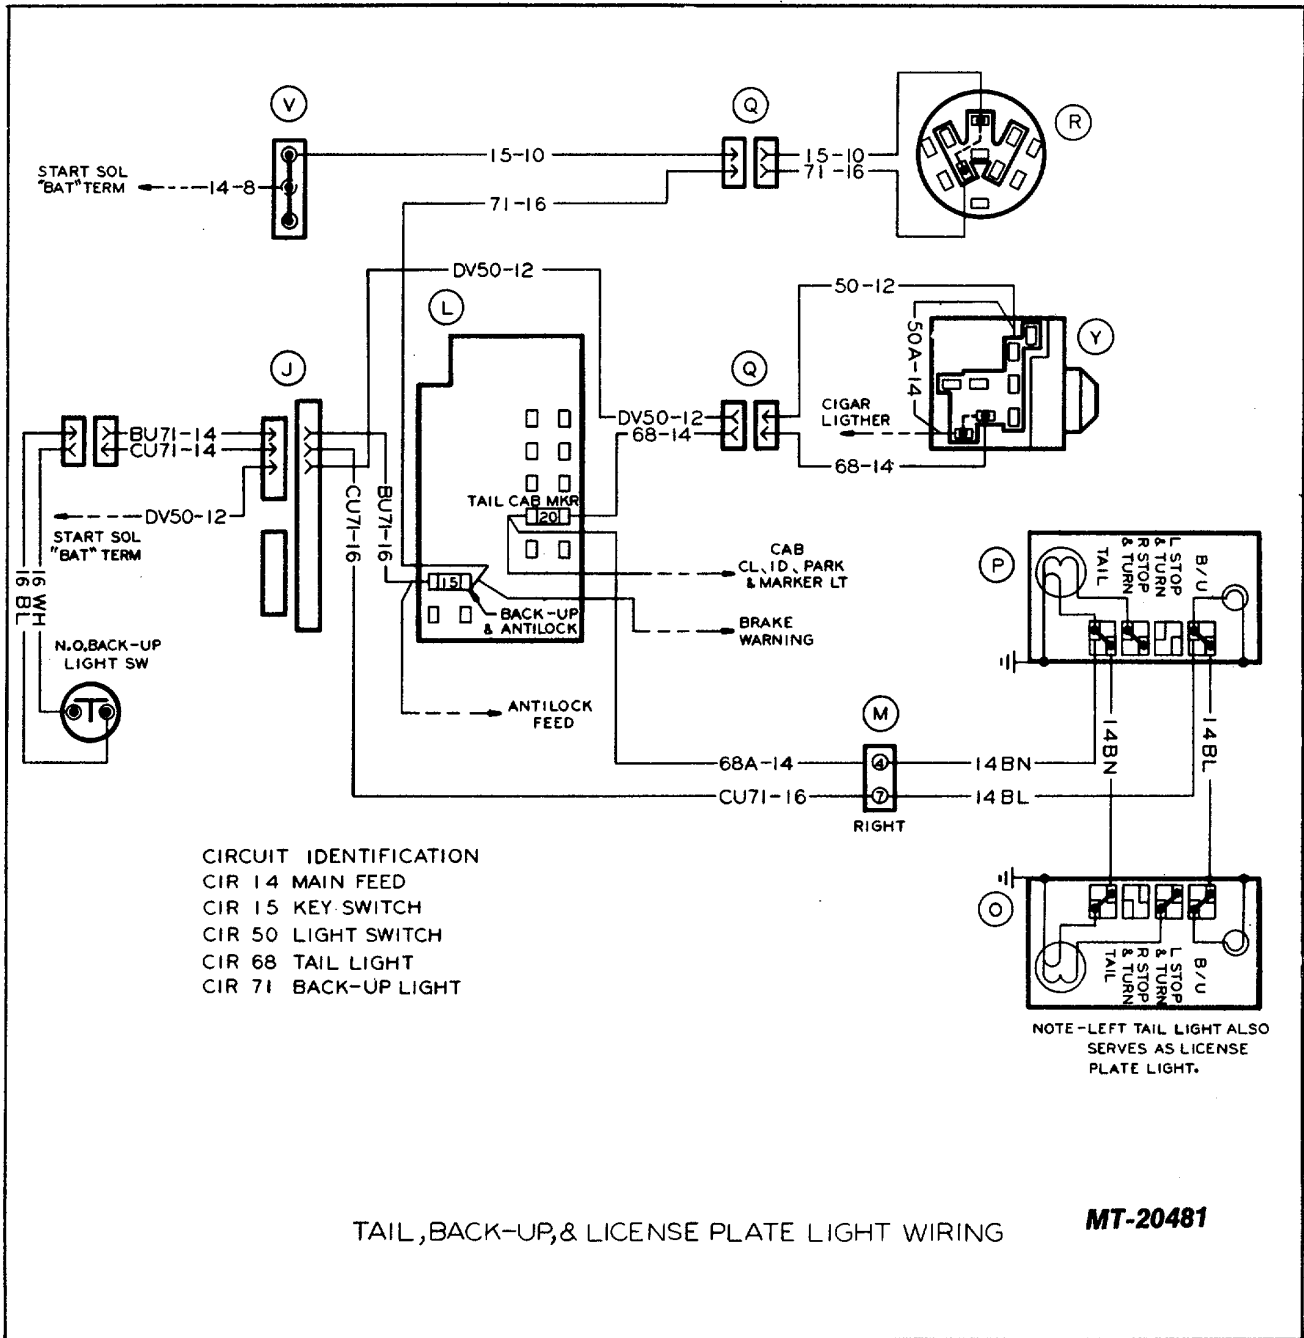 V
Q
R
START SOL
"BAT" TERM
14-8
15-10
15-10
71-16
71-16
DV50-12
L
50-12
50A-14
Y
J
Q
CIGAR
LIGTHER
DV50-12
68-14
68-14
BU71-14
CU71-14
DV50-12
START SOL
"BAT" TERM
CU71-16
BU71-16
TAIL CAB MKR
20
15
BACK-UP
& ANTILOCK
CAB
CL, ID, PARK
& MARKER LT
BRAKE
WARNING
ANTILOCK
FEED
16 BL
16 WH
N.O. BACK-UP
LIGHT SW
P
TAIL
R STOP
& TURN
L STOP
& TURN
B/U
M
68A-14
4
14BN
CU71-16
7
14BL
RIGHT
14BN
14BL
O
TAIL
R STOP
& TURN
L STOP
& TURN
B/U
NOTE-LEFT TAIL LIGHT ALSO
SERVES AS LICENSE
PLATE LIGHT.
CIRCUIT IDENTIFICATION
CIR 14 MAIN FEED
CIR 15 KEY SWITCH
CIR 50 LIGHT SWITCH
CIR 68 TAIL LIGHT
CIR 71 BACK-UP LIGHT
TAIL, BACK-UP, & LICENSE PLATE LIGHT WIRING
MT-20481